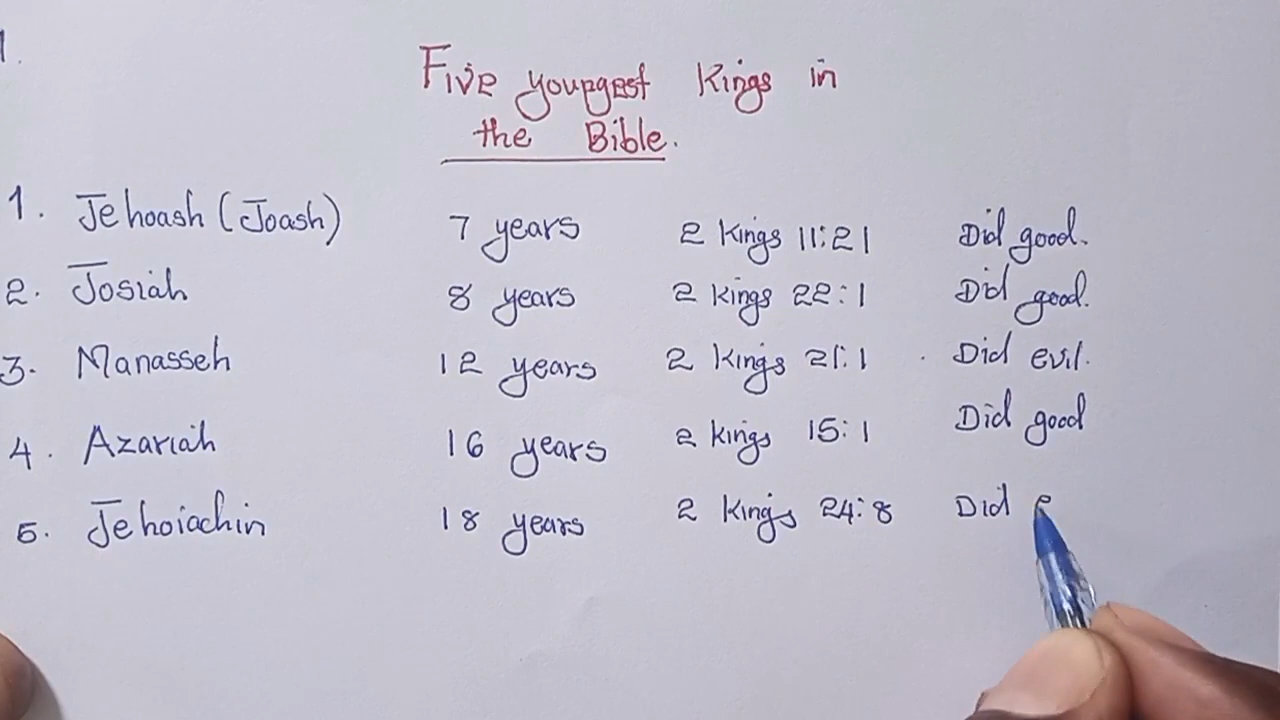 1.
Five youngest Kings in
the Bible.
1. Jehoash (Joash) 7 years 2 Kings 11:21 Did good.
2. Josiah 8 years 2 Kings 22:1 Did good.
3. Manasseh 12 years 2 Kings 21:1 Did evil.
4. Azariah 16 years 2 Kings 15:1 Did good
5. Jehoiachin 18 years 2 Kings 24:8 Did e